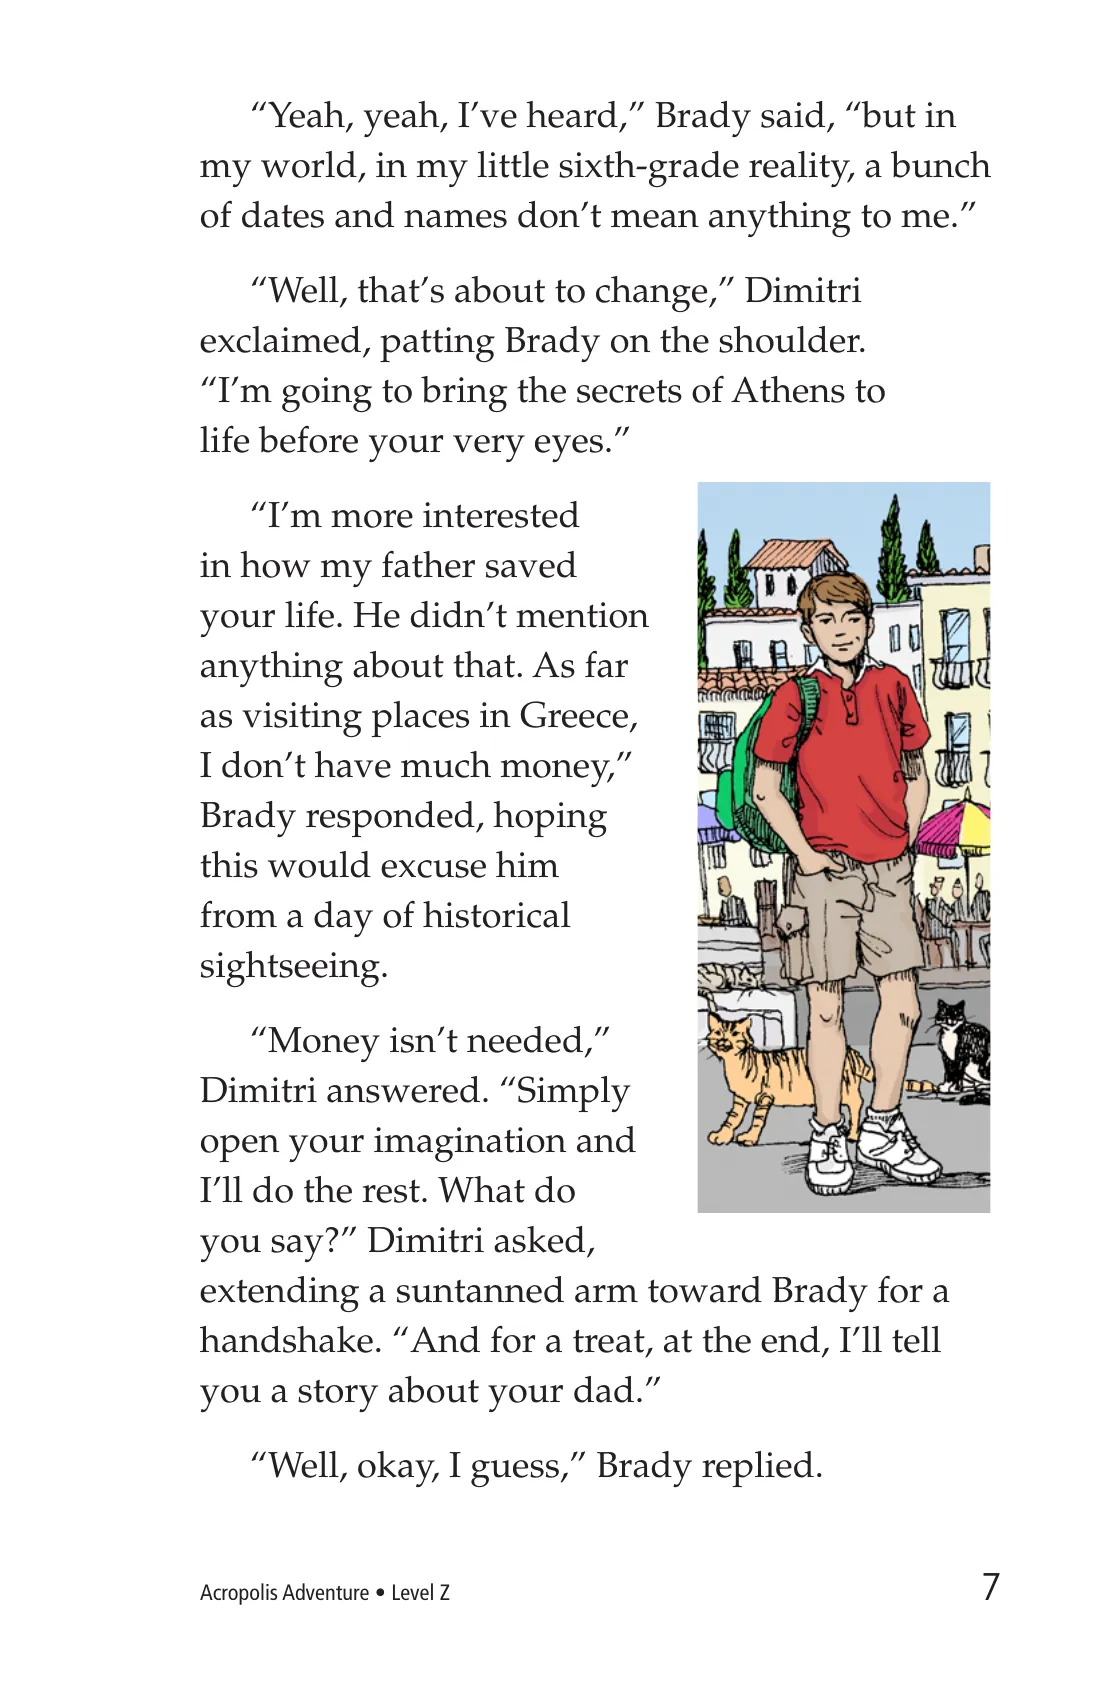 “Yeah, yeah, I’ve heard,” Brady said, “but in
my world, in my little sixth-grade reality, a bunch
of dates and names don’t mean anything to me.”
“Well, that’s about to change,” Dimitri
exclaimed, patting Brady on the shoulder.
“I’m going to bring the secrets of Athens to
life before your very eyes.”
“I’m more interested
in how my father saved
your life. He didn’t mention
anything about that. As far
as visiting places in Greece,
I don’t have much money,”
Brady responded, hoping
this would excuse him
from a day of historical
sightseeing.
“Money isn’t needed,”
Dimitri answered. “Simply
open your imagination and
I’ll do the rest. What do
you say?” Dimitri asked,
extending a suntanned arm toward Brady for a
handshake. “And for a treat, at the end, I’ll tell
you a story about your dad.”
“Well, okay, I guess,” Brady replied.
Acropolis Adventure • Level Z
7